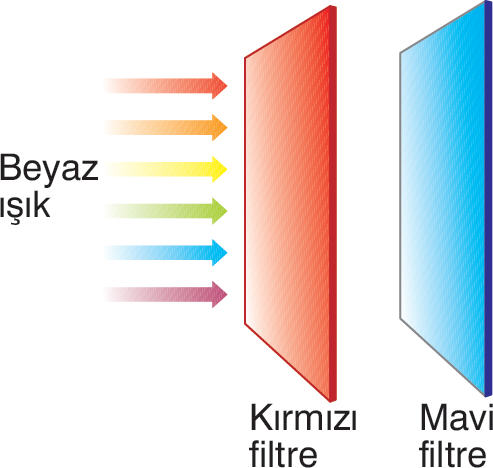 Beyaz
ışık
Kırmızı
filtre
Mavi
filtre